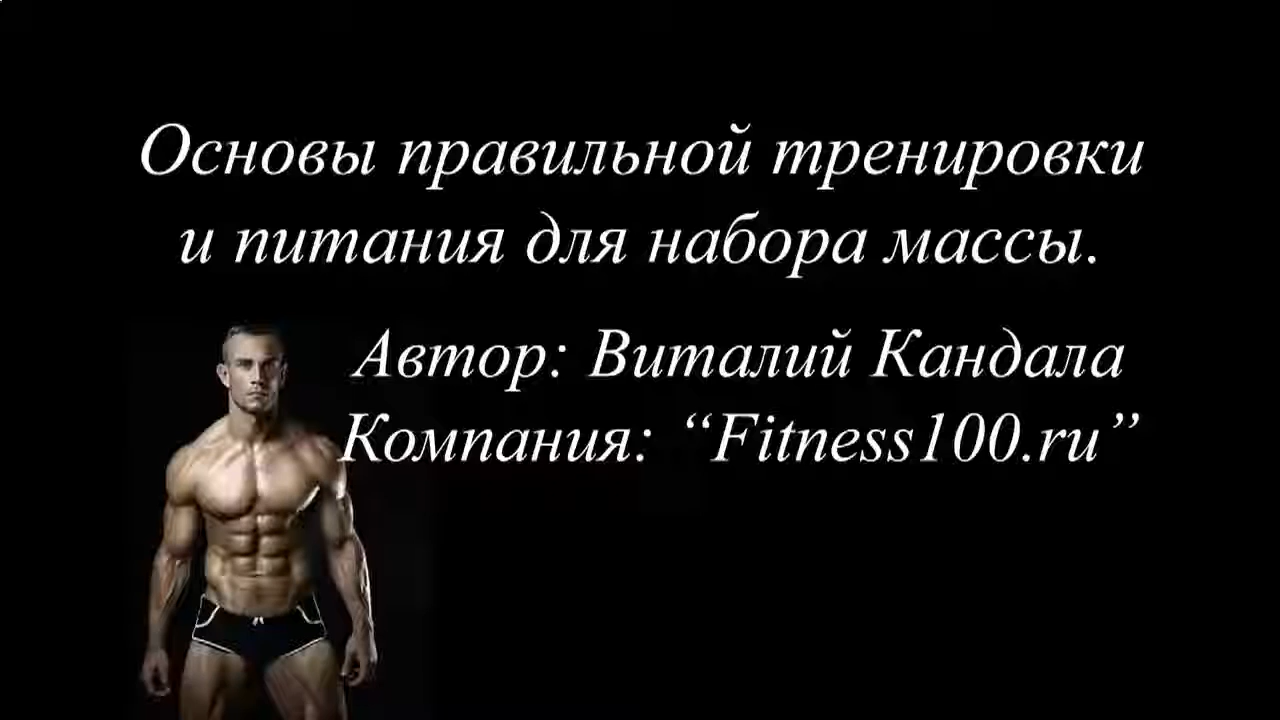 Основы правильной тренировки
и питания для набора массы.
Автор: Виталий Кандала
Компания: “Fitness100.ru”